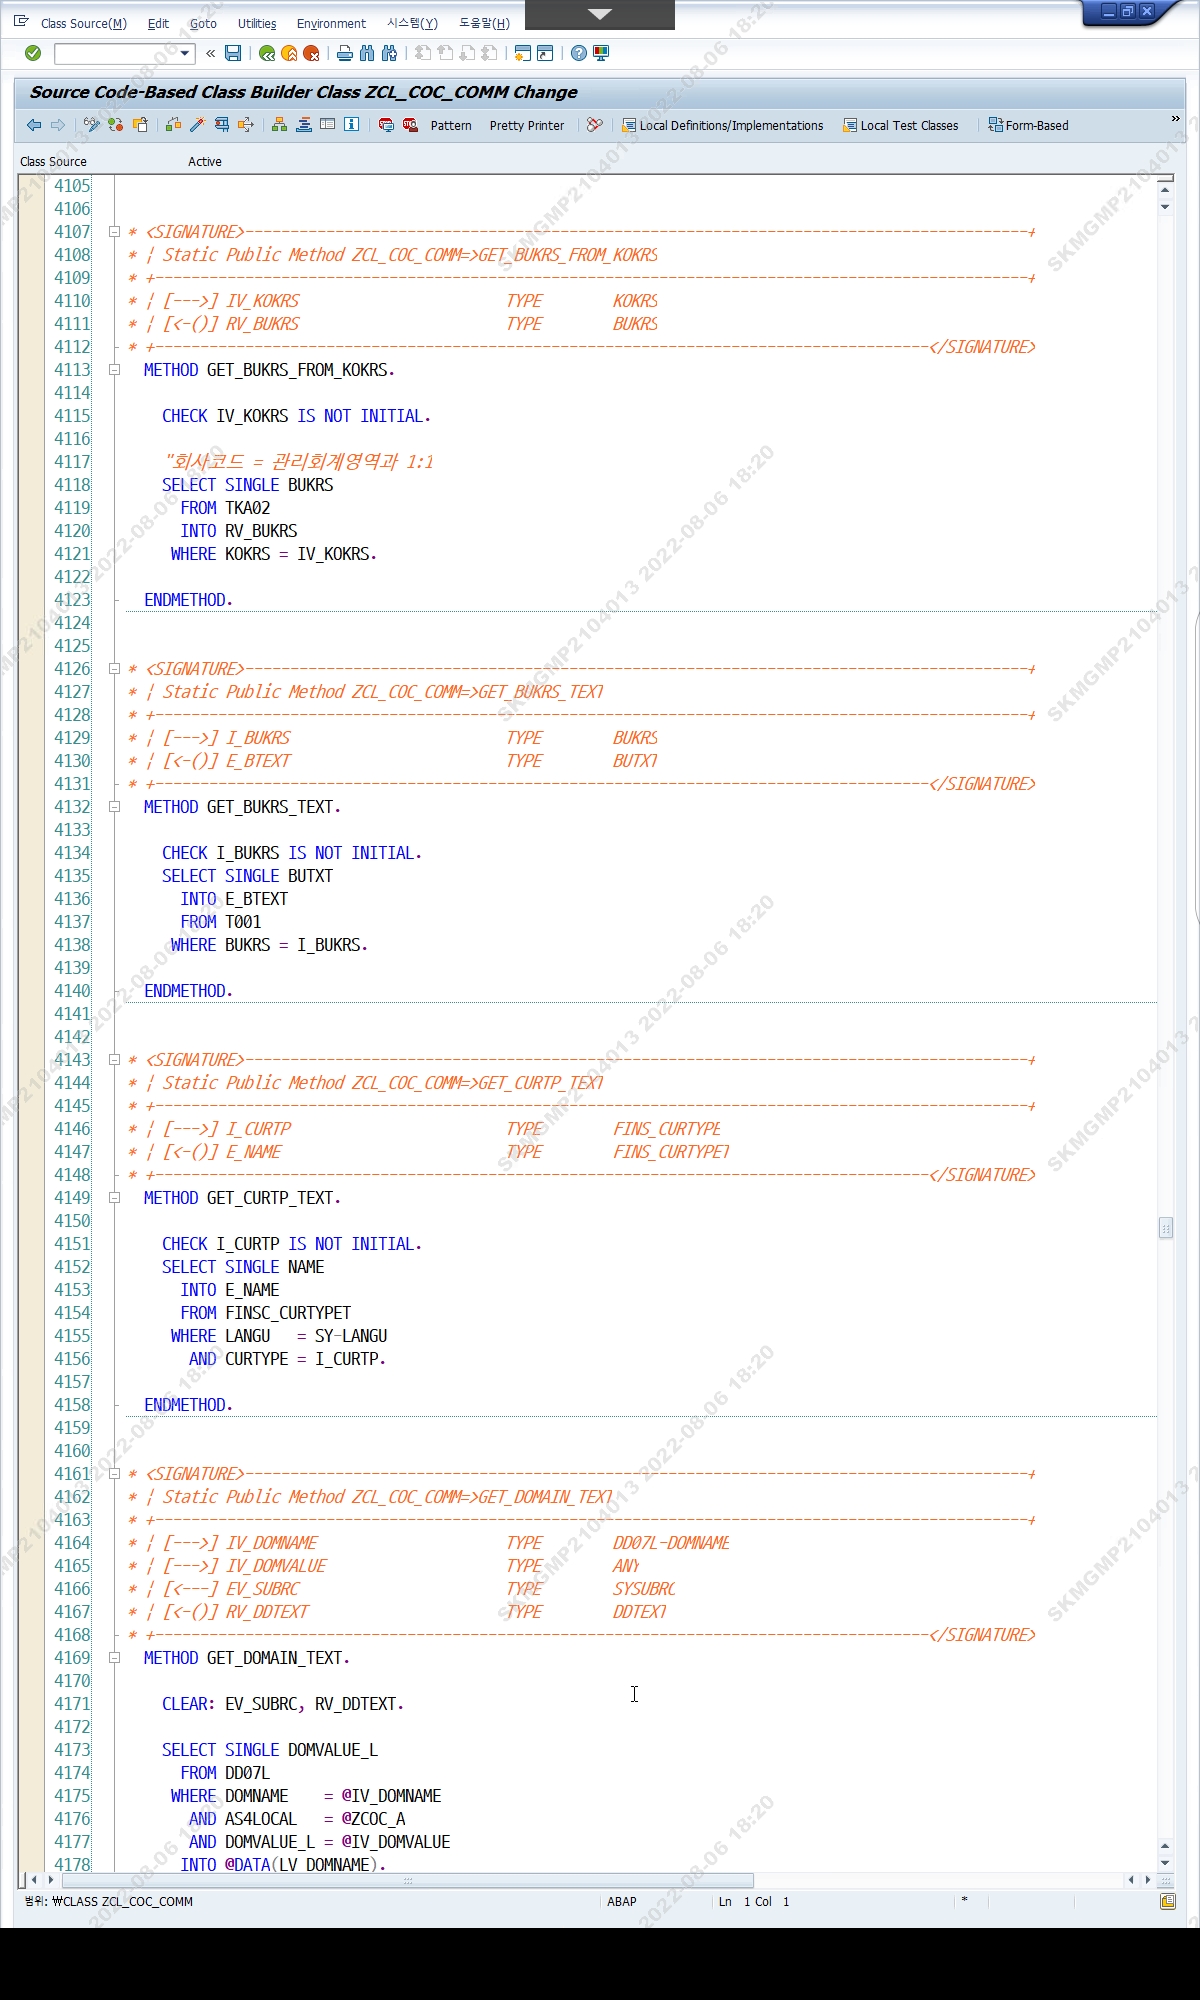 Class Source(M) Edit Goto Utilities Environment 시스템(Y) 도움말(H)
Source Code-Based Class Builder Class ZCL_COC_COMM Change
Pattern Pretty Printer Local Definitions/Implementations Local Test Classes Form-Based »
Class Source Active
4105
4106
4107 * <SIGNATURE>---------------------------------------------------------------------------------------+
4108 * | Static Public Method ZCL_COC_COMM=>GET_BUKRS_FROM_KOKRS
4109 * +-------------------------------------------------------------------------------------------------+
4110 * | [--->] IV_KOKRS TYPE KOKRS
4111 * | [<-()] RV_BUKRS TYPE BUKRS
4112 * +--------------------------------------------------------------------------------------</SIGNATURE>
4113 METHOD GET_BUKRS_FROM_KOKRS.
4114
4115 CHECK IV_KOKRS IS NOT INITIAL.
4116
4117 "회사코드 = 관리회계영역과 1:1
4118 SELECT SINGLE BUKRS
4119 FROM TKA02
4120 INTO RV_BUKRS
4121 WHERE KOKRS = IV_KOKRS.
4122
4123 ENDMETHOD.
4124
4125
4126 * <SIGNATURE>---------------------------------------------------------------------------------------+
4127 * | Static Public Method ZCL_COC_COMM=>GET_BUKRS_TEXT
4128 * +-------------------------------------------------------------------------------------------------+
4129 * | [--->] I_BUKRS TYPE BUKRS
4130 * | [<-()] E_BTEXT TYPE BUTXT
4131 * +--------------------------------------------------------------------------------------</SIGNATURE>
4132 METHOD GET_BUKRS_TEXT.
4133
4134 CHECK I_BUKRS IS NOT INITIAL.
4135 SELECT SINGLE BUTXT
4136 INTO E_BTEXT
4137 FROM T001
4138 WHERE BUKRS = I_BUKRS.
4139
4140 ENDMETHOD.
4141
4142
4143 * <SIGNATURE>---------------------------------------------------------------------------------------+
4144 * | Static Public Method ZCL_COC_COMM=>GET_CURTP_TEXT
4145 * +-------------------------------------------------------------------------------------------------+
4146 * | [--->] I_CURTP TYPE FINS_CURTYPE
4147 * | [<-()] E_NAME TYPE FINS_CURTYPET
4148 * +--------------------------------------------------------------------------------------</SIGNATURE>
4149 METHOD GET_CURTP_TEXT.
4150
4151 CHECK I_CURTP IS NOT INITIAL.
4152 SELECT SINGLE NAME
4153 INTO E_NAME
4154 FROM FINSC_CURTYPET
4155 WHERE LANGU = SY-LANGU
4156 AND CURTYPE = I_CURTP.
4157
4158 ENDMETHOD.
4159
4160
4161 * <SIGNATURE>---------------------------------------------------------------------------------------+
4162 * | Static Public Method ZCL_COC_COMM=>GET_DOMAIN_TEXT
4163 * +-------------------------------------------------------------------------------------------------+
4164 * | [--->] IV_DOMNAME TYPE DD07L-DOMNAME
4165 * | [--->] IV_DOMVALUE TYPE ANY
4166 * | [<---] EV_SUBRC TYPE SYSUBRC
4167 * | [<-()] RV_DDTEXT TYPE DDTEXT
4168 * +--------------------------------------------------------------------------------------</SIGNATURE>
4169 METHOD GET_DOMAIN_TEXT.
4170
4171 CLEAR: EV_SUBRC, RV_DDTEXT.
4172
4173 SELECT SINGLE DOMVALUE_L
4174 FROM DD07L
4175 WHERE DOMNAME = @IV_DOMNAME
4176 AND AS4LOCAL = @ZCOC_A
4177 AND DOMVALUE_L = @IV_DOMVALUE
4178 INTO @DATA(LV_DOMNAME).
범위: ₩CLASS ZCL_COC_COMM ABAP Ln 1 Col 1 *
SKMGMP2104013 2022-08-06 18:20